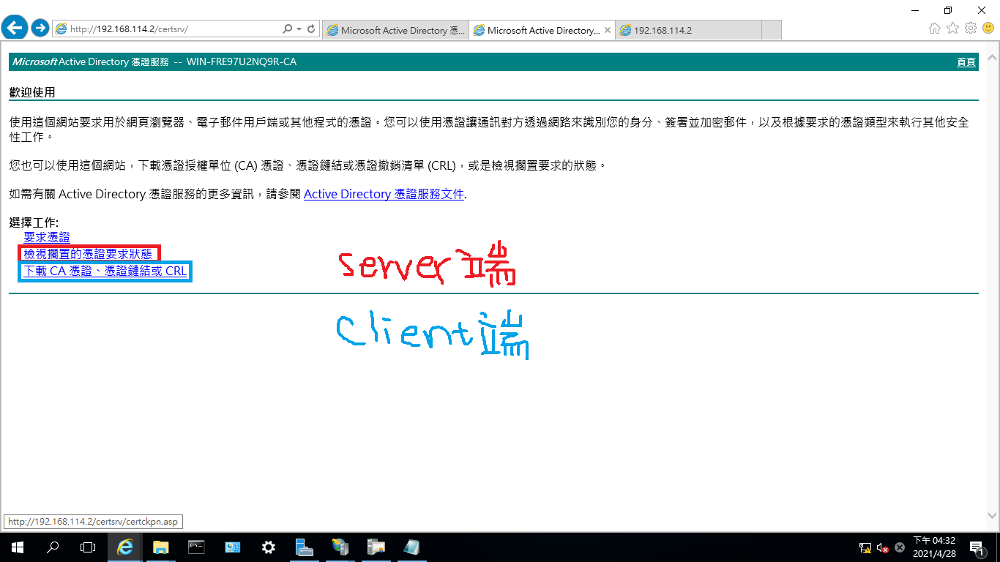 http://192.168.114.2/certsrv/
Microsoft Active Directory 憑...
Microsoft Active Directory...
192.168.114.2
Microsoft Active Directory 憑證服務 -- WIN-FRE97U2NQ9R-CA
首頁
歡迎使用
使用這個網站要求用於網頁瀏覽器、電子郵件用戶端或其他程式的憑證。您可以使用憑證讓通訊對方透過網路來識別您的身分、簽署並加密郵件，以及根據要求的憑證類型來執行其他安全
性工作。
您也可以使用這個網站，下載憑證授權單位 (CA) 憑證、憑證鏈結或憑證撤銷清單 (CRL)，或是檢視擱置要求的狀態。
如需有關 Active Directory 憑證服務的更多資訊，請參閱 Active Directory 憑證服務文件.
選擇工作:
要求憑證
檢視擱置的憑證要求狀態
下載 CA 憑證、憑證鏈結或 CRL
server端
client端
http://192.168.114.2/certsrv/certckpn.asp
下午 04:32
2021/4/28
1